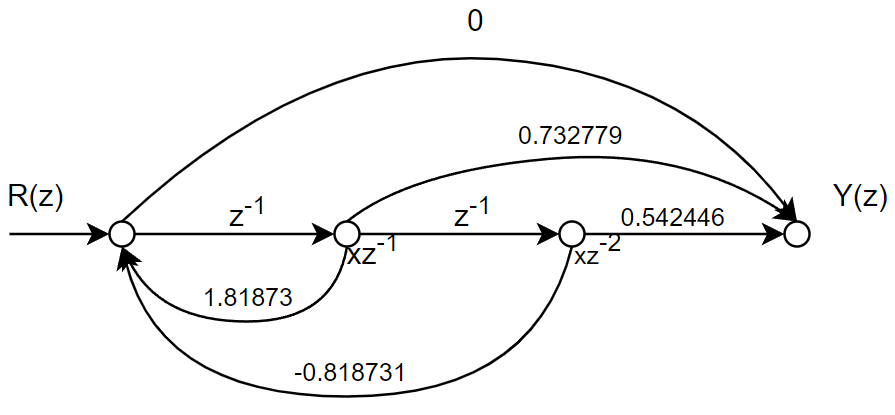 0
0.732779
R(z)
z⁻¹
z⁻¹
0.542446
Y(z)
xz⁻¹
xz⁻²
1.81873
-0.818731